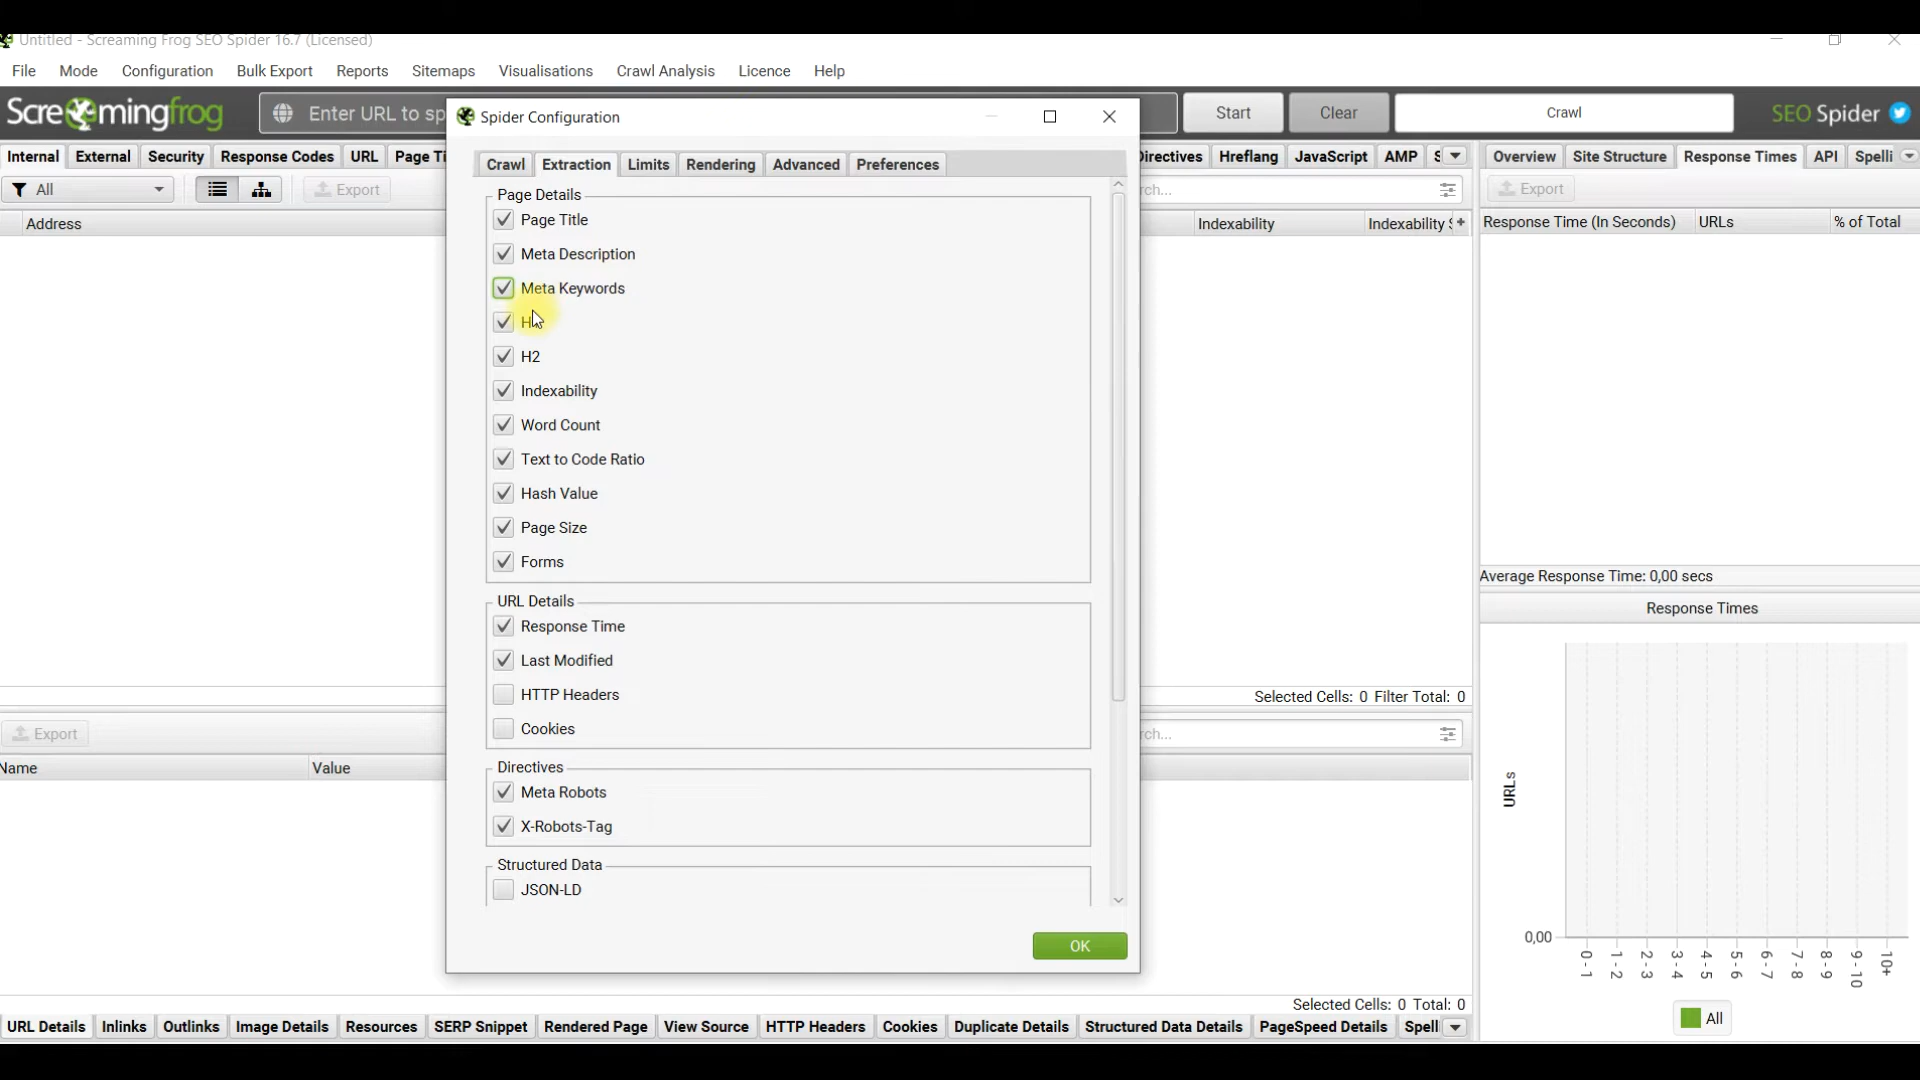 Untitled - Screaming Frog SEO Spider 16.7 (Licensed)
File Mode Configuration Bulk Export Reports Sitemaps Visualisations Crawl Analysis Licence Help
Screamingfrog
Enter URL to sp
Start
Clear
Crawl
SEO Spider
Spider Configuration
Internal External Security Response Codes URL Page Ti
Directives Hreflang JavaScript AMP S
Overview Site Structure Response Times API Spelli
All
Export
rch...
Export
Address
Indexability
Indexability S
Response Time (In Seconds) URLs % of Total
Crawl Extraction Limits Rendering Advanced Preferences
Page Details
Page Title
Meta Description
Meta Keywords
H
H2
Indexability
Word Count
Text to Code Ratio
Hash Value
Page Size
Forms
URL Details
Response Time
Last Modified
HTTP Headers
Cookies
Directives
Meta Robots
X-Robots-Tag
Structured Data
JSON-LD
OK
Selected Cells: 0 Filter Total: 0
Export
rch...
Name
Value
Selected Cells: 0 Total: 0
Average Response Time: 0,00 secs
Response Times
URLs
0,00
0 - 1
1 - 2
2 - 3
3 - 4
4 - 5
5 - 6
6 - 7
7 - 8
8 - 9
9 - 10
10+
All
URL Details Inlinks Outlinks Image Details Resources SERP Snippet Rendered Page View Source HTTP Headers Cookies Duplicate Details Structured Data Details PageSpeed Details Spell